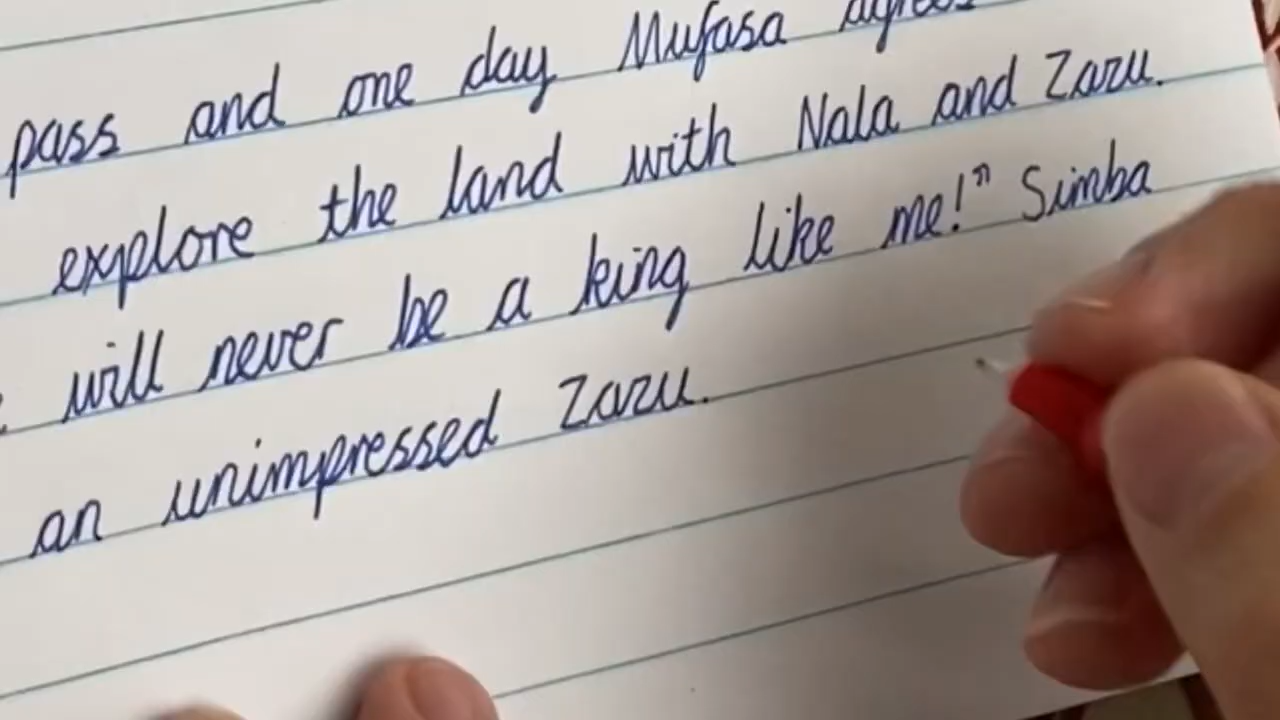 pass and one day Mufasa agrees
explore the land with Nala and Zazu.
will never be a king like me!" Simba
an unimpressed Zazu.